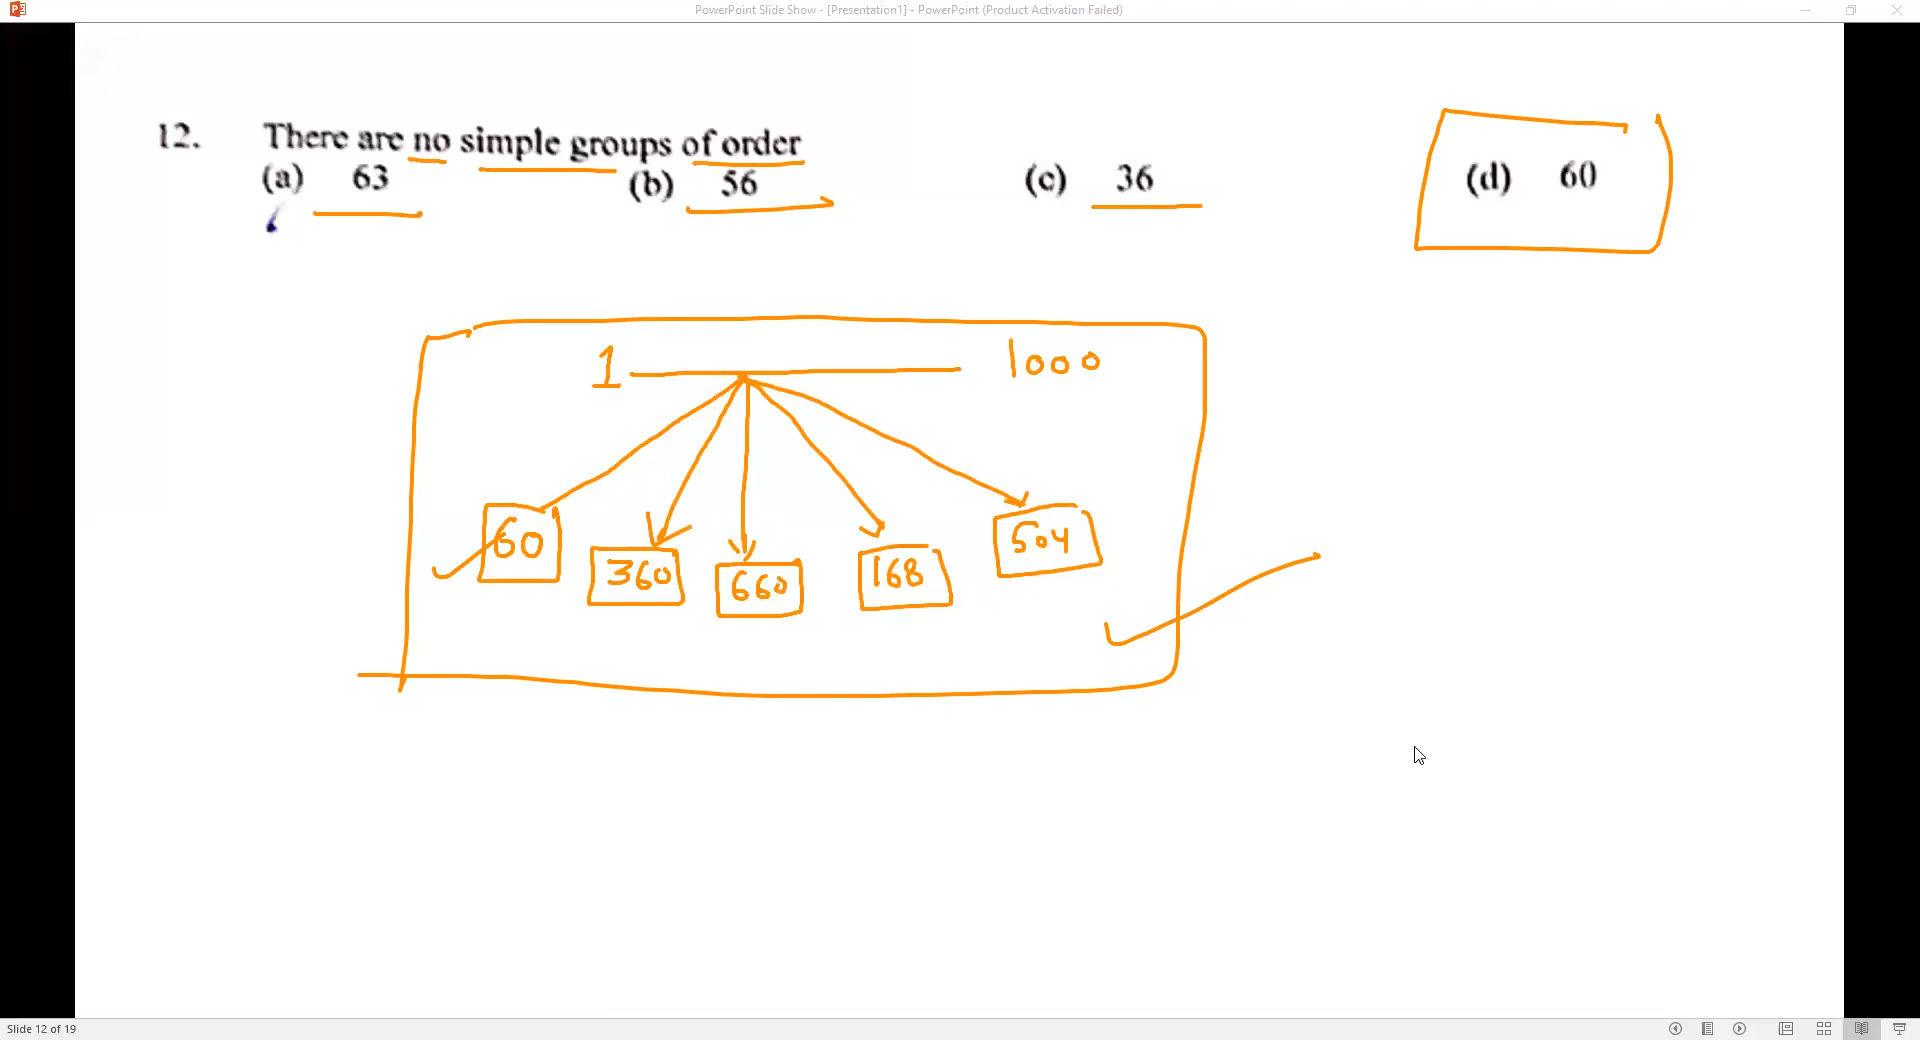 PowerPoint Slide Show - [Presentation1] - PowerPoint (Product Activation Failed)
12. There are no simple groups of order
(a) 63 (b) 56 (c) 36 (d) 60
1 1000
60 360 660 168 504
Slide 12 of 19